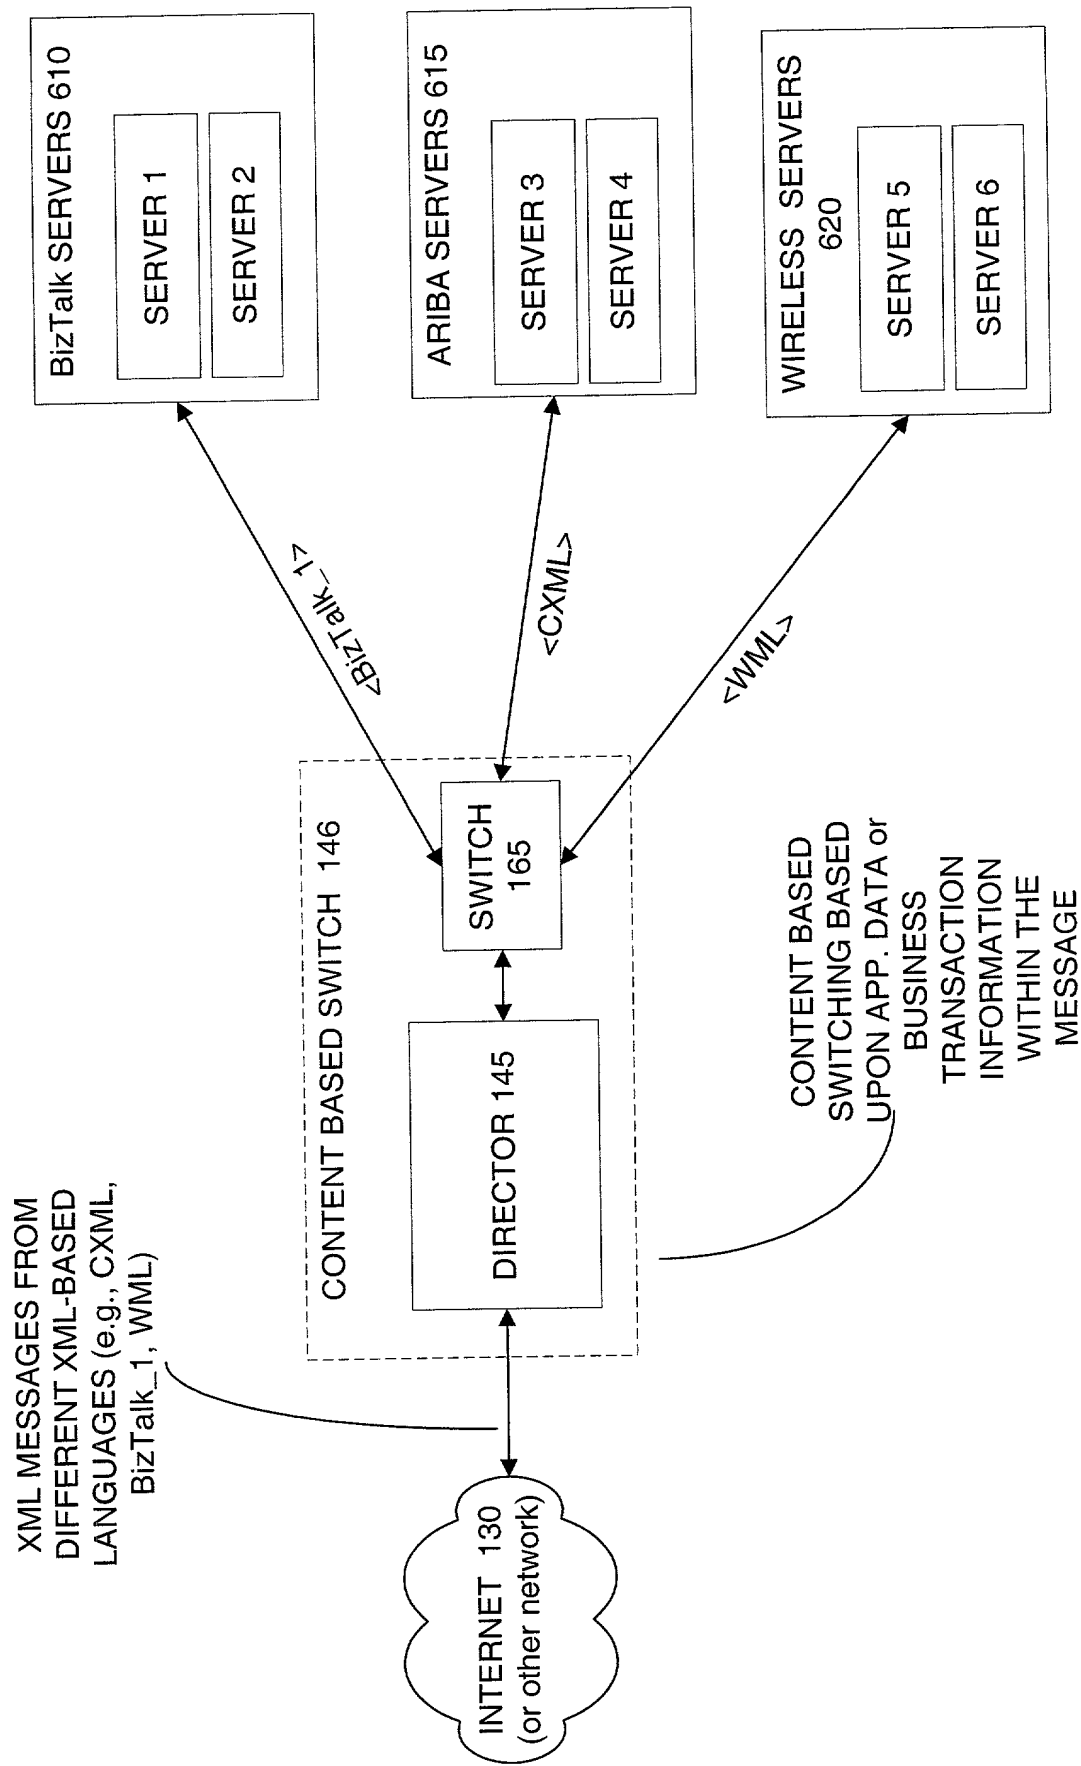 XML MESSAGES FROM
DIFFERENT XML-BASED
LANGUAGES (e.g., CXML,
BizTalk_1, WML)
INTERNET 130
(or other network)
CONTENT BASED SWITCH 146
DIRECTOR 145
SWITCH
165
CONTENT BASED
SWITCHING BASED
UPON APP. DATA or
BUSINESS
TRANSACTION
INFORMATION
WITHIN THE
MESSAGE
<BizTalk_1>
<CXML>
<WML>
BizTalk SERVERS 610
SERVER 1
SERVER 2
ARIBA SERVERS 615
SERVER 3
SERVER 4
WIRELESS SERVERS
620
SERVER 5
SERVER 6